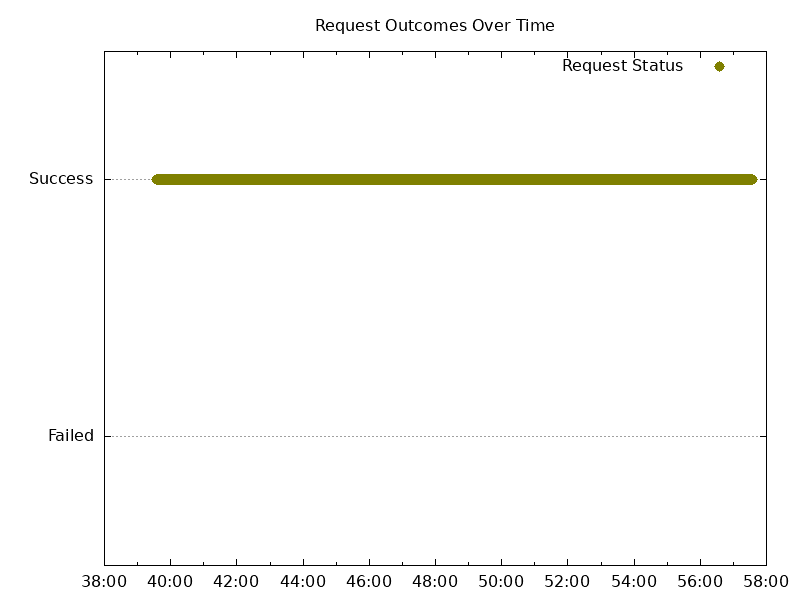 Request Outcomes Over Time
Request Status
Success
Failed
38:00 40:00 42:00 44:00 46:00 48:00 50:00 52:00 54:00 56:00 58:00